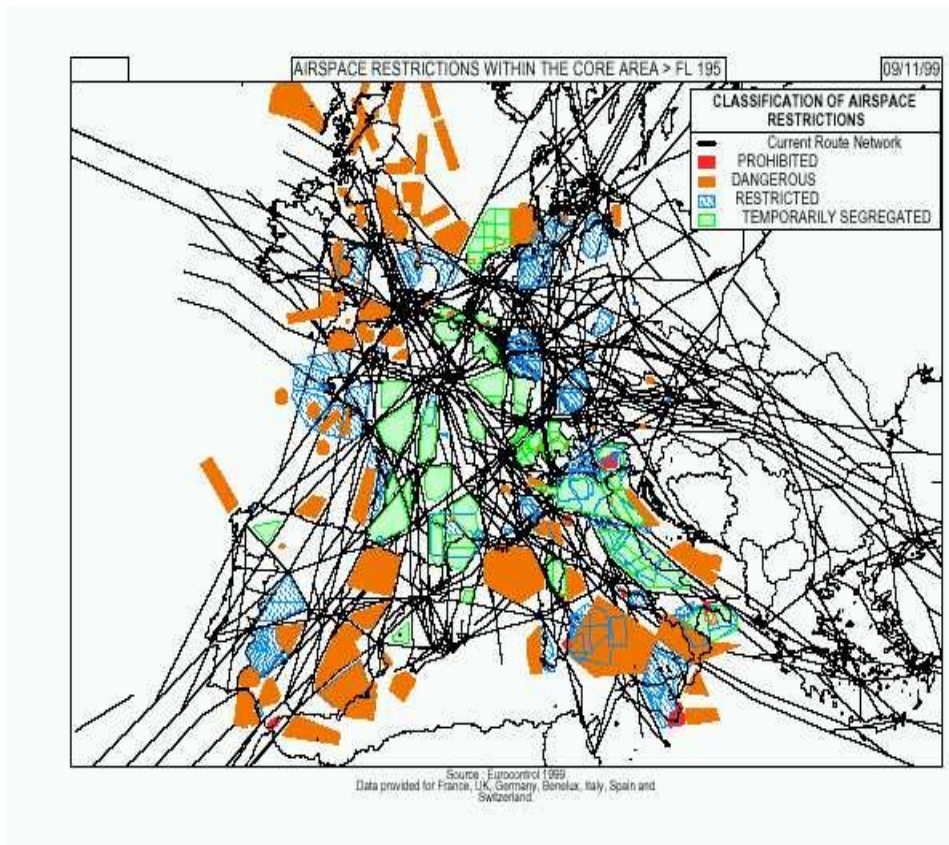 AIRSPACE RESTRICTIONS WITHIN THE CORE AREA > FL 195
09/11/99
CLASSIFICATION OF AIRSPACE
RESTRICTIONS
Current Route Network
PROHIBITED
DANGEROUS
RESTRICTED
TEMPORARILY SEGREGATED
Source : Eurocontrol 1999
Data provided for France, UK, Germany, Benelux, Italy, Spain and
Switzerland.